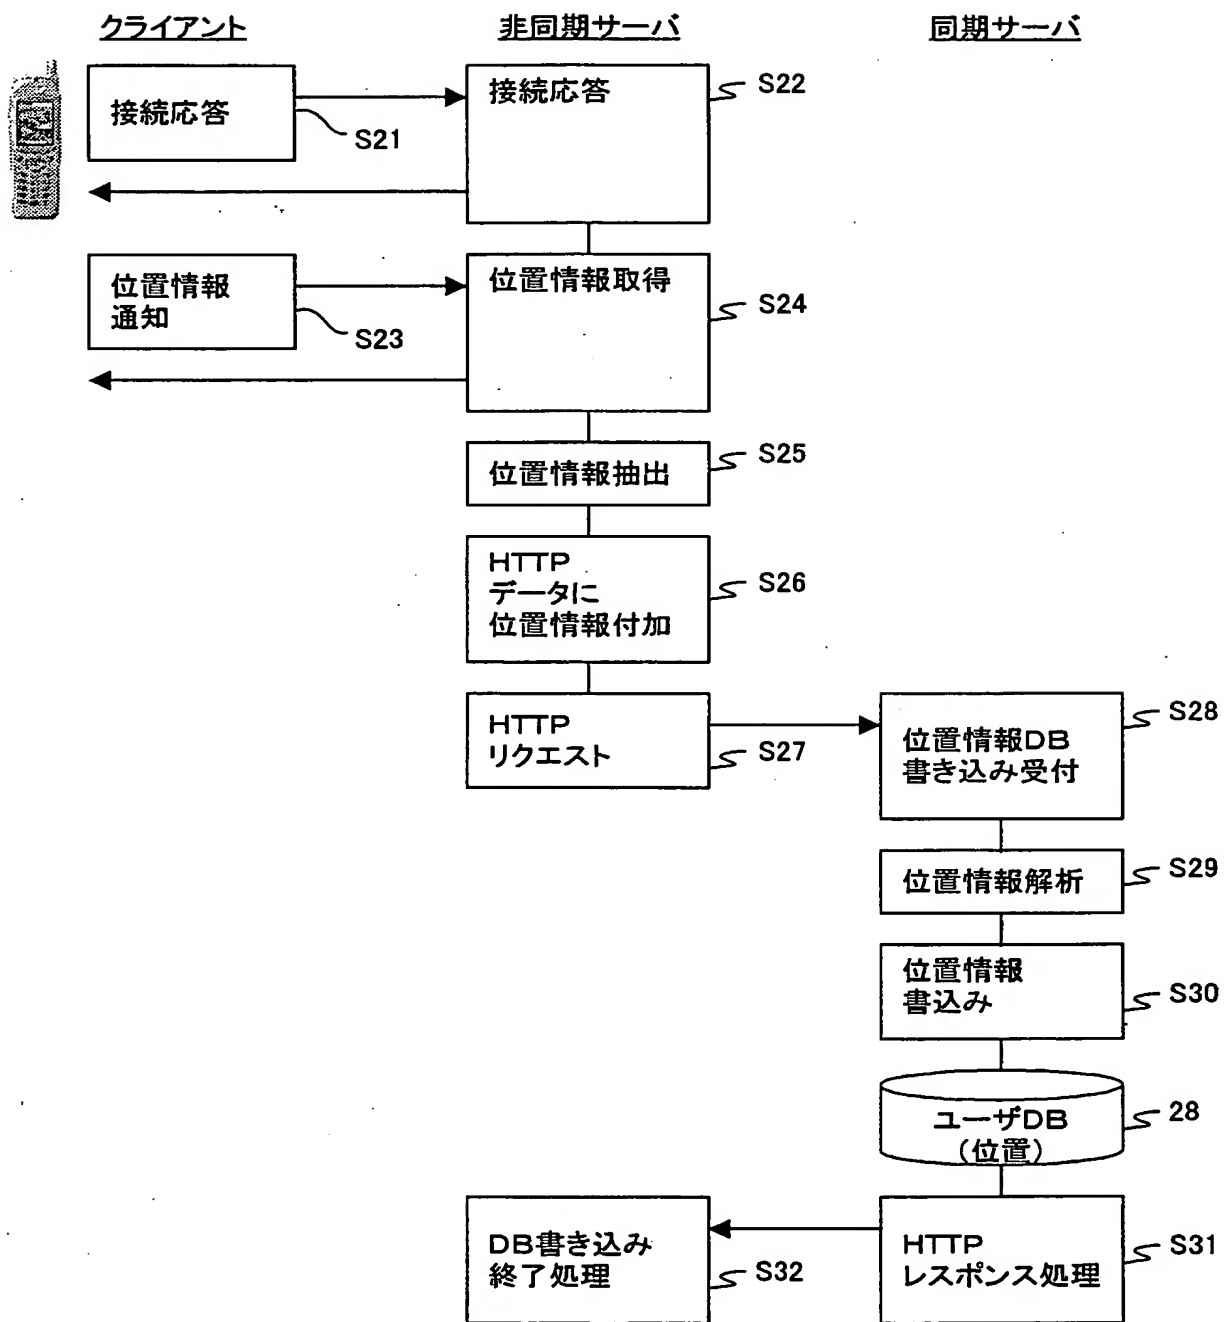 クライアント
非同期サーバ
同期サーバ
接続応答
S21
接続応答
S22
位置情報
通知
S23
位置情報取得
S24
位置情報抽出
S25
HTTP
データに
位置情報付加
S26
HTTP
リクエスト
S27
位置情報DB
書き込み受付
S28
位置情報解析
S29
位置情報
書込み
S30
ユーザDB
(位置)
28
HTTP
レスポンス処理
S31
DB書き込み
終了処理
S32